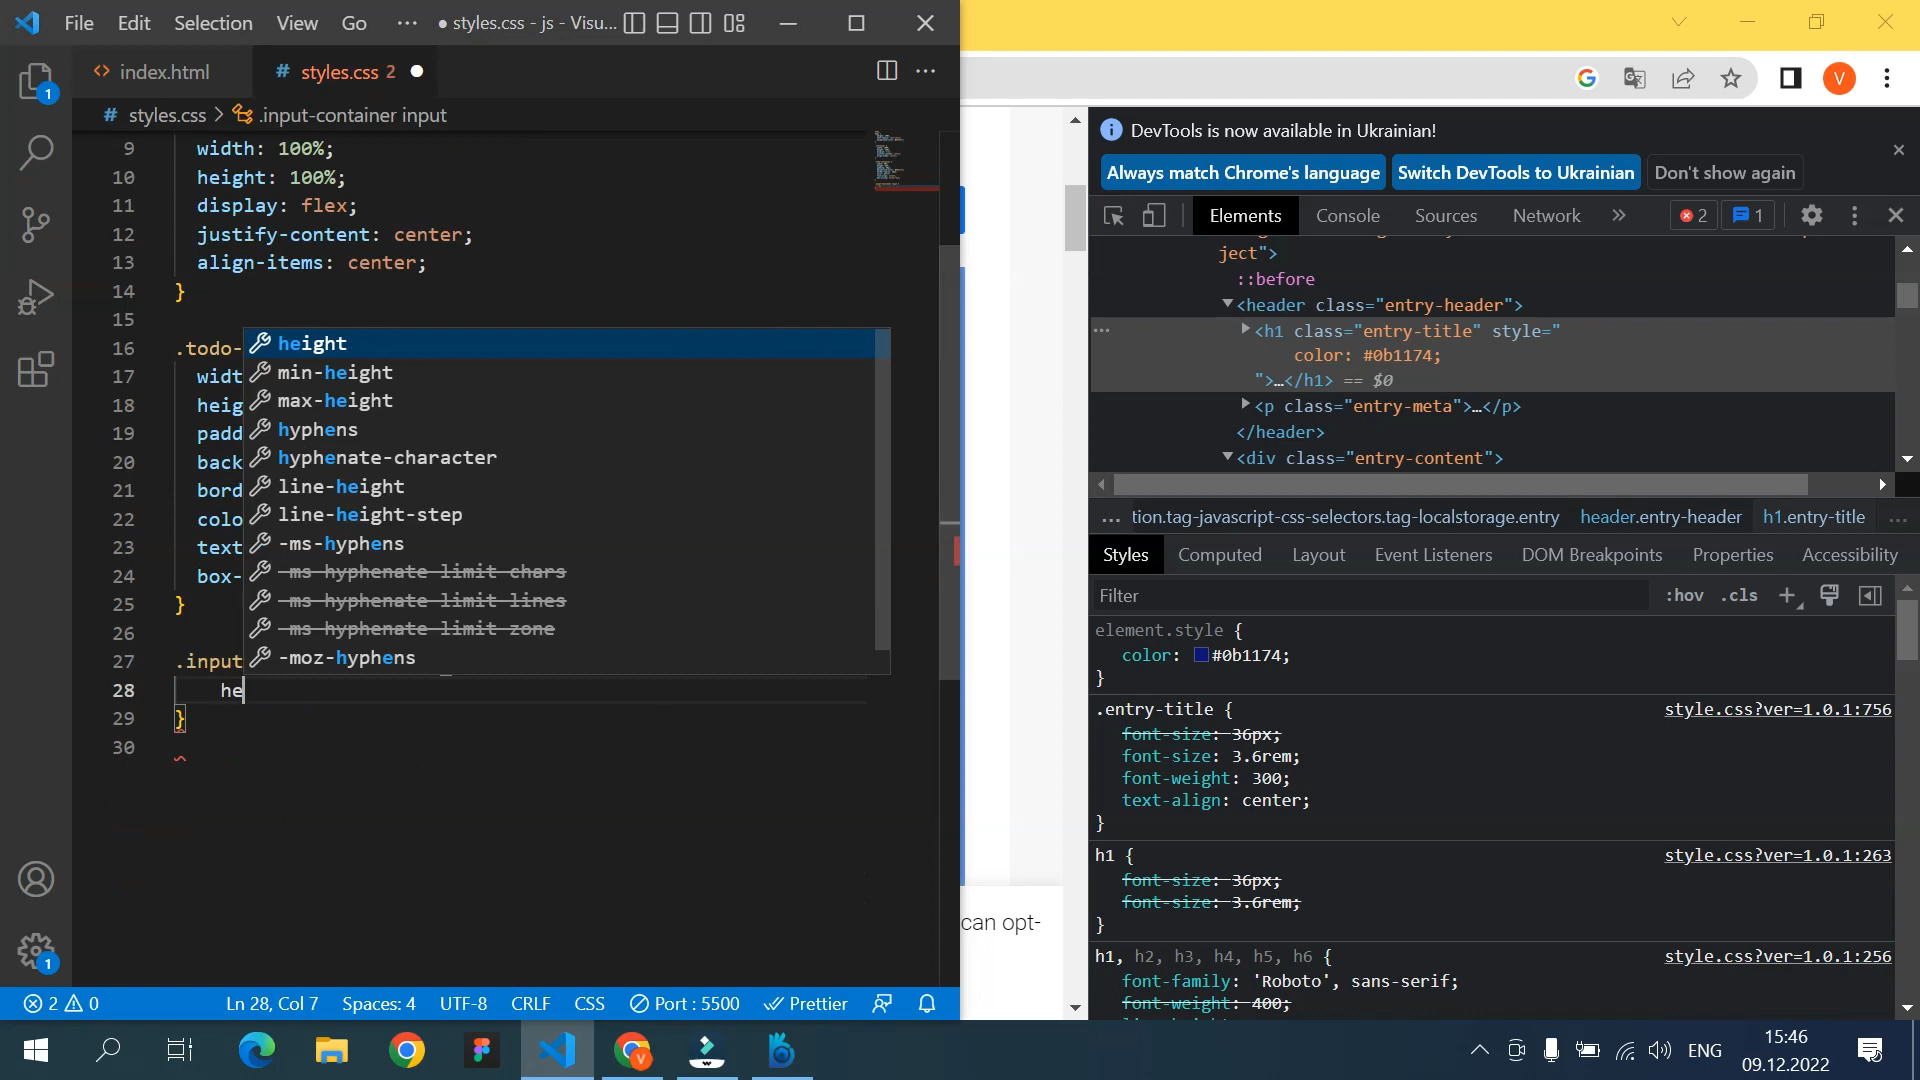 File Edit Selection View Go ··· ● styles.css - js - Visu...
index.html # styles.css 2 ●
# styles.css > .input-container input
9 width: 100%;
10 height: 100%;
11 display: flex;
12 justify-content: center;
13 align-items: center;
14 }
15
16 .todo-
17 widt
18 heig
19 padd
20 back
21 bord
22 colo
23 text
24 box-
25 }
26
27 .input
28 he
29 }
30
height
min-height
max-height
hyphens
hyphenate-character
line-height
line-height-step
-ms-hyphens
-ms-hyphenate-limit-chars
-ms-hyphenate-limit-lines
-ms-hyphenate-limit-zone
-moz-hyphens
1
1
2 0 Ln 28, Col 7 Spaces: 4 UTF-8 CRLF CSS Port : 5500 Prettier
V
can opt-
DevTools is now available in Ukrainian!
Always match Chrome's language Switch DevTools to Ukrainian Don't show again
Elements Console Sources Network » 2 1
ject">
::before
<header class="entry-header">
<h1 class="entry-title" style="
color: #0b1174;
">…</h1> == $0
<p class="entry-meta">…</p>
</header>
<div class="entry-content">
... tion.tag-javascript-css-selectors.tag-localstorage.entry header.entry-header h1.entry-title ...
Styles Computed Layout Event Listeners DOM Breakpoints Properties Accessibility
Filter :hov .cls +
element.style {
color: #0b1174;
}
.entry-title { style.css?ver=1.0.1:756
font-size: 36px;
font-size: 3.6rem;
font-weight: 300;
text-align: center;
}
h1 { style.css?ver=1.0.1:263
font-size: 36px;
font-size: 3.6rem;
}
h1, h2, h3, h4, h5, h6 { style.css?ver=1.0.1:256
font-family: 'Roboto', sans-serif;
font-weight: 400;
V
ENG
15:46
09.12.2022